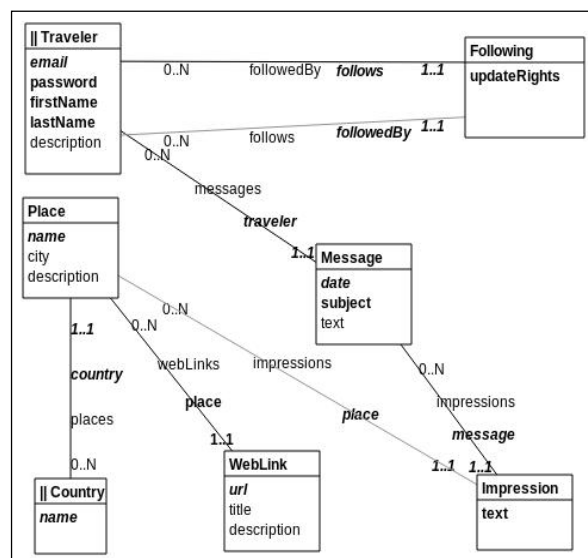 || Traveler
email
password
firstName
lastName
description
0..N
followedBy
follows
1..1
Following
updateRights
0..N
follows
followedBy
1..1
0..N
messages
traveler
1..1
Place
name
city
description
Message
date
subject
text
1..1
country
places
0..N
0..N
webLinks
place
1..1
0..N
impressions
place
1..1
0..N
impressions
message
1..1
|| Country
name
WebLink
url
title
description
Impression
text